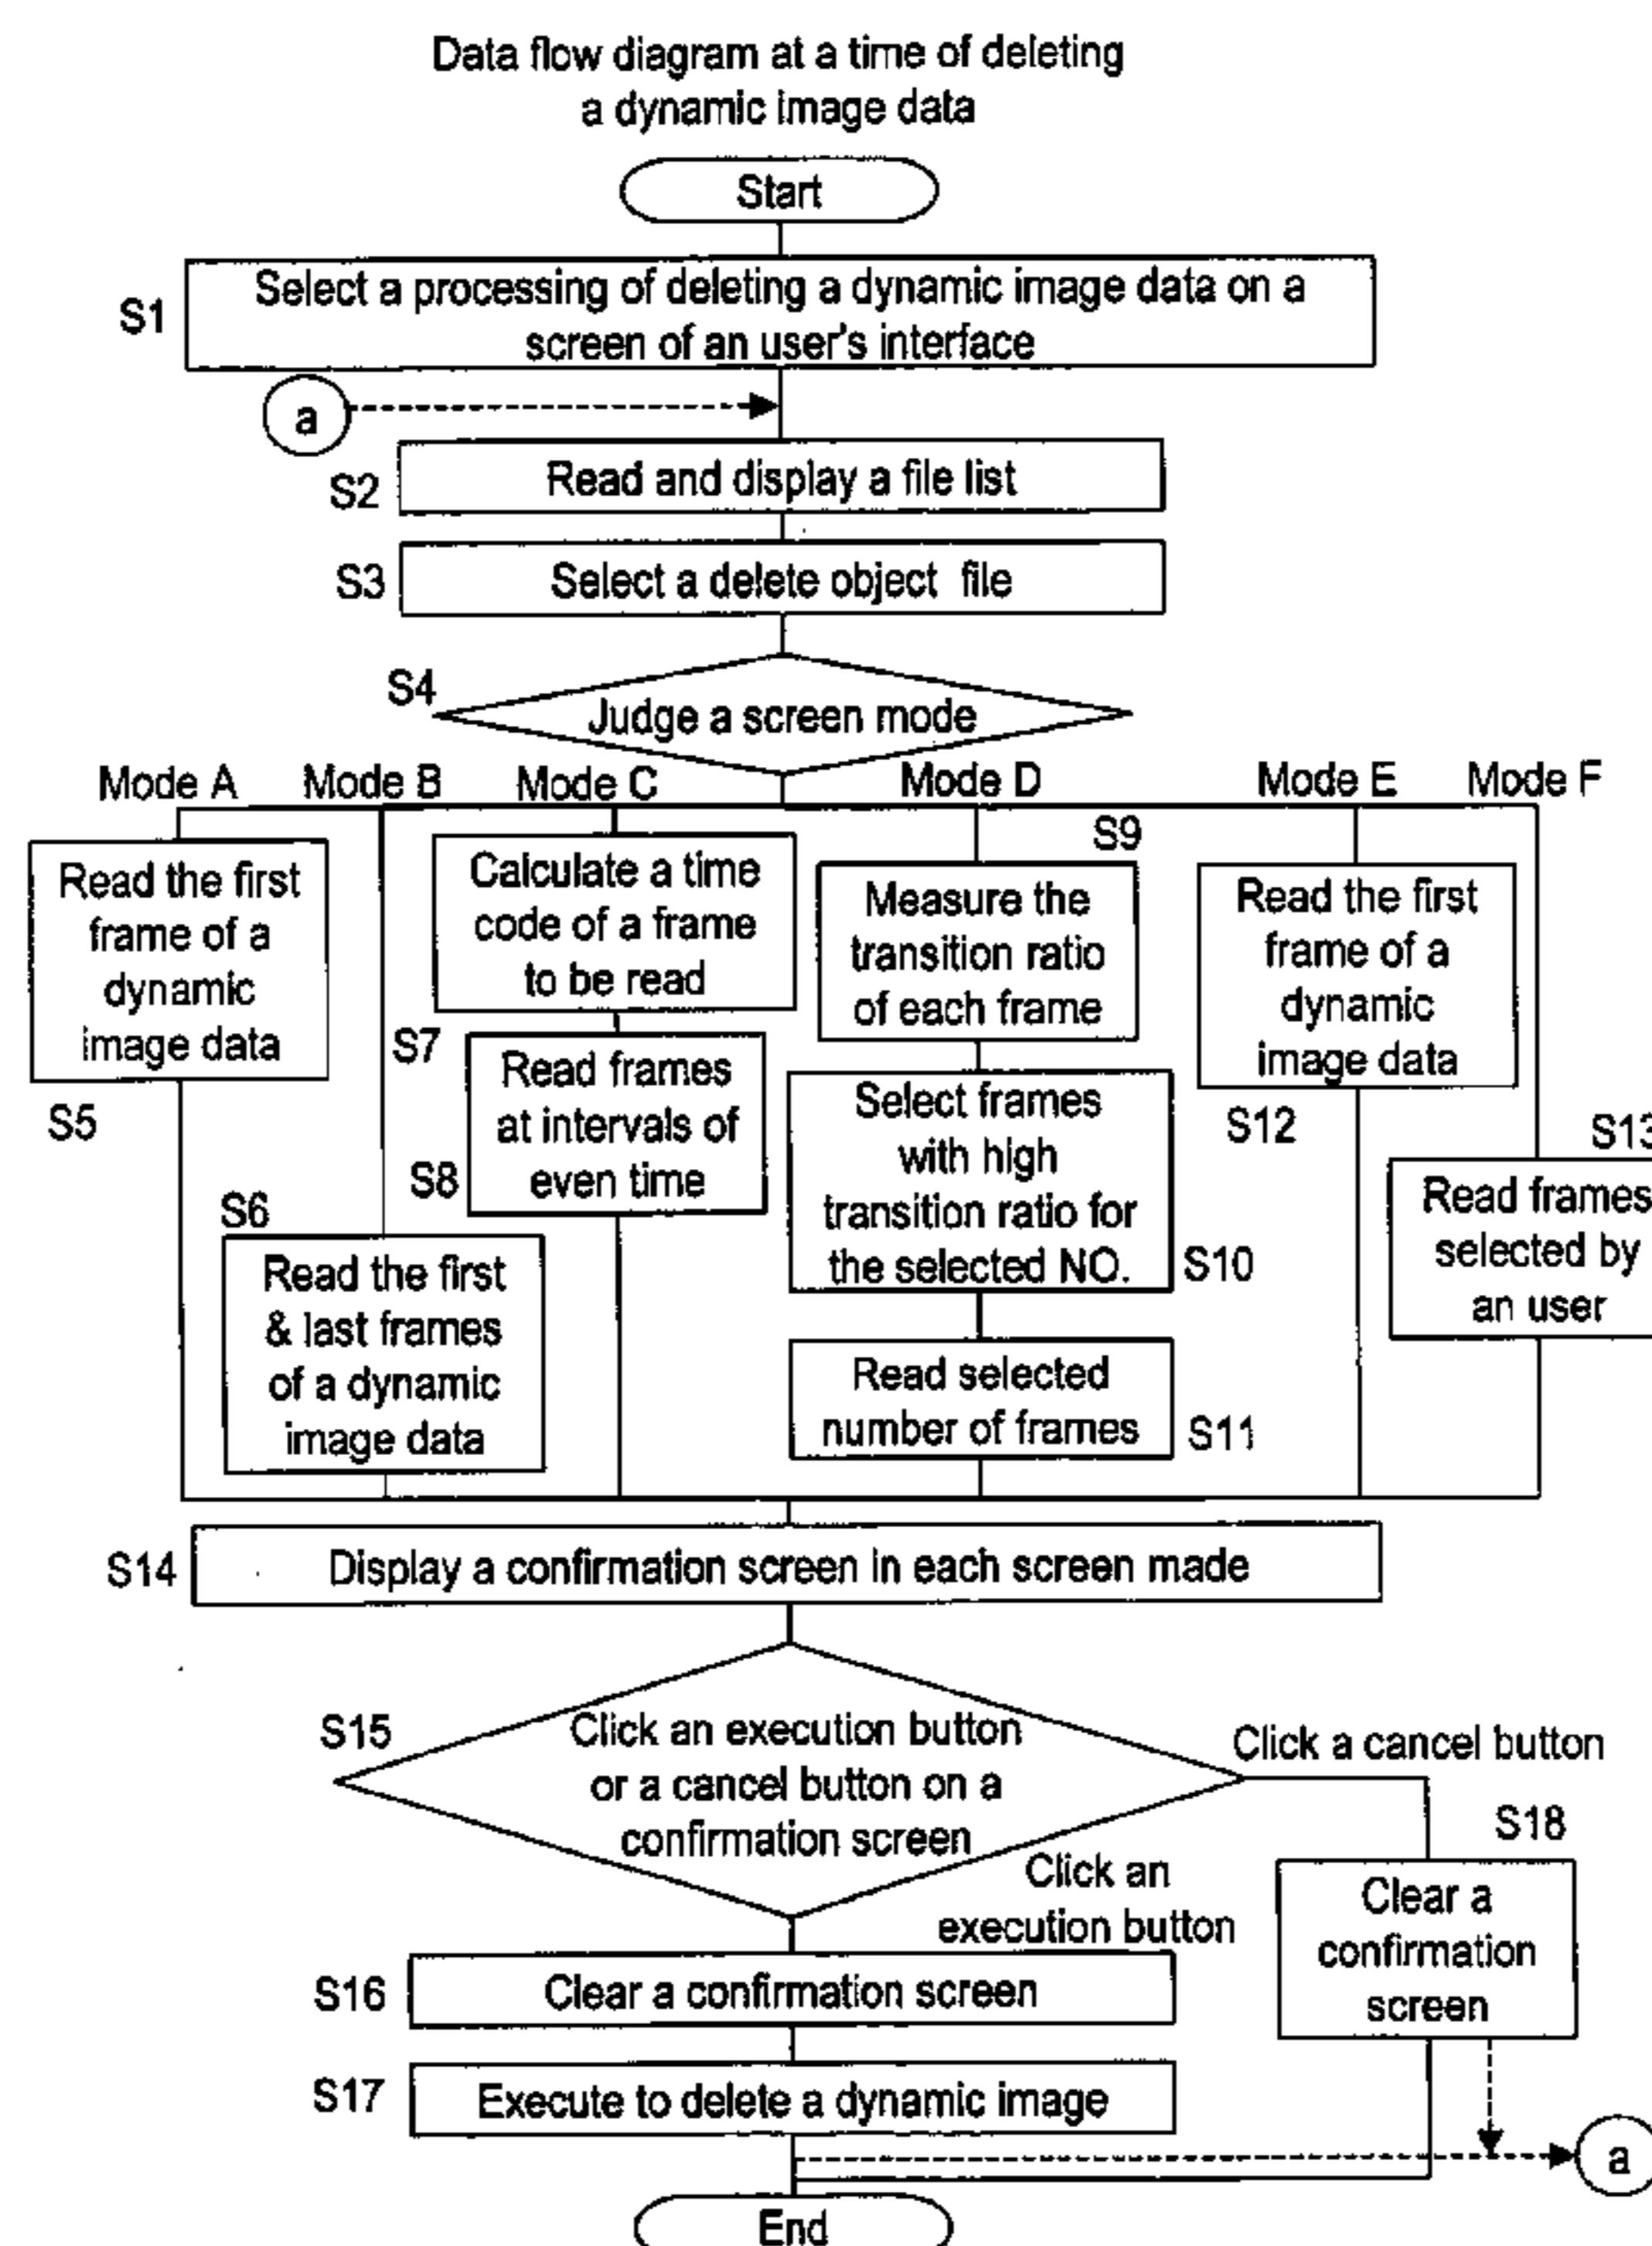 Data flow diagram at a time of deleting
a dynamic image data
Start
S1
Select a processing of deleting a dynamic image data on a
screen of an user's interface
a
S2
Read and display a file list
S3
Select a delete object file
S4
Judge a screen mode
Mode A
Mode B
Mode C
Mode D
Mode E
Mode F
Read the first
frame of a
dynamic
image data
S5
S6
Read the first
& last frames
of a dynamic
image data
Calculate a time
code of a frame
to be read
S7
Read frames
at intervals of
even time
S8
S9
Measure the
transition ratio
of each frame
Select frames
with high
transition ratio for
the selected NO.
S10
Read selected
number of frames
S11
Read the first
frame of a
dynamic
image data
S12
S13
Read frames
selected by
an user
S14
Display a confirmation screen in each screen made
S15
Click an execution button
or a cancel button on a
confirmation screen
Click a cancel button
S18
Clear a
confirmation
screen
Click an
execution button
S16
Clear a confirmation screen
S17
Execute to delete a dynamic image
a
End